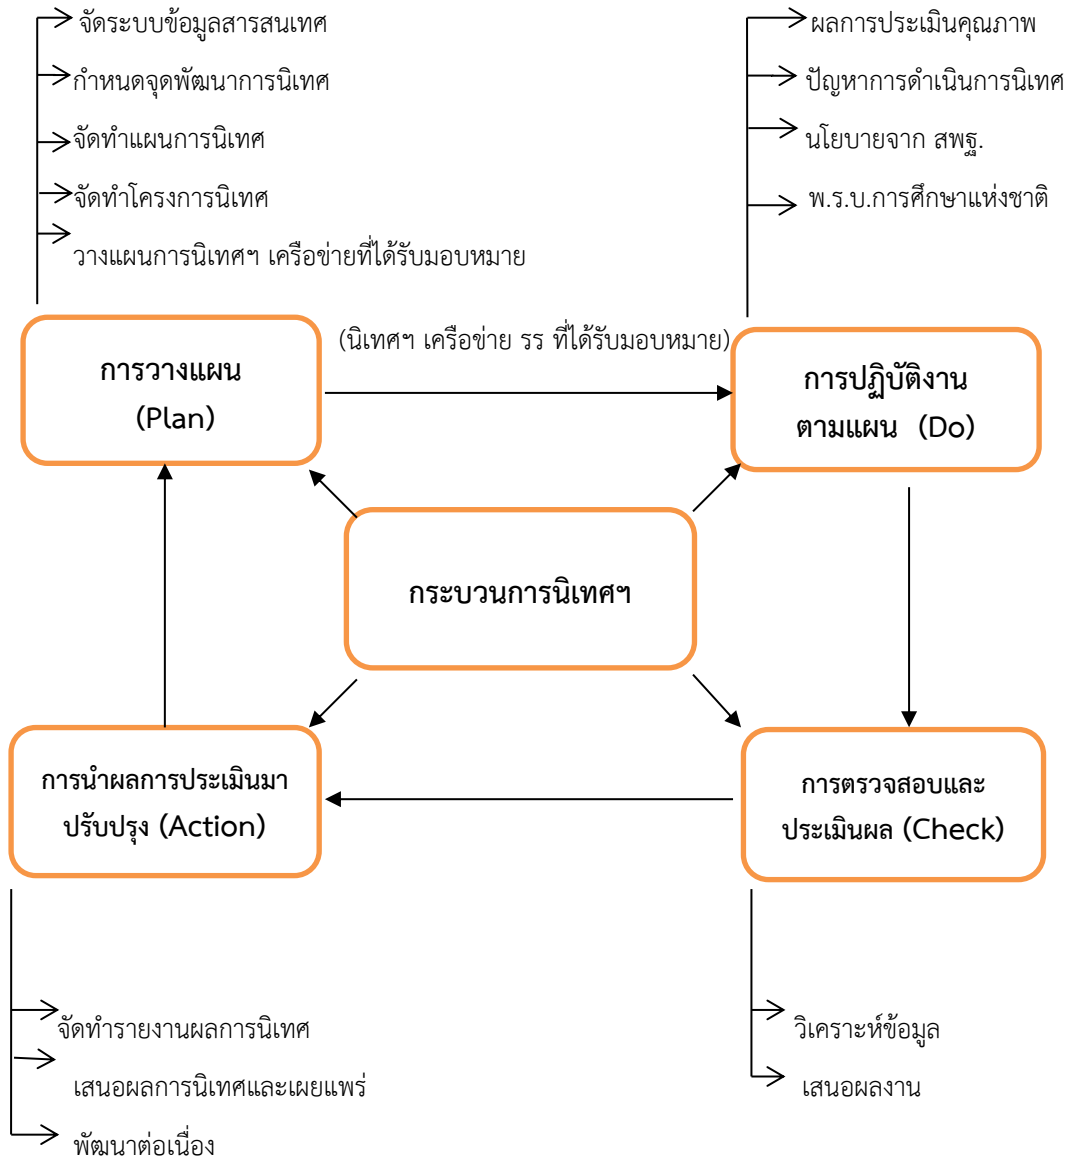 จัดระบบข้อมูลสารสนเทศ
กำหนดจุดพัฒนาการนิเทศ
จัดทำแผนการนิเทศ
จัดทำโครงการนิเทศ
วางแผนการนิเทศฯ เครือข่ายที่ได้รับมอบหมาย
ผลการประเมินคุณภาพ
ปัญหาการดำเนินการนิเทศ
นโยบายจาก สพฐ.
พ.ร.บ.การศึกษาแห่งชาติ
การวางแผน
(Plan)
(นิเทศฯ เครือข่าย รร ที่ได้รับมอบหมาย)
การปฏิบัติงาน
ตามแผน (Do)
กระบวนการนิเทศฯ
การนำผลการประเมินมา
ปรับปรุง (Action)
การตรวจสอบและ
ประเมินผล (Check)
จัดทำรายงานผลการนิเทศ
เสนอผลการนิเทศและเผยแพร่
พัฒนาต่อเนื่อง
วิเคราะห์ข้อมูล
เสนอผลงาน